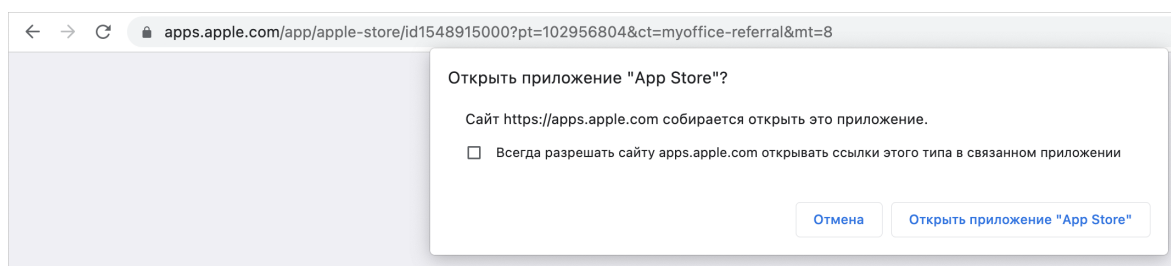 apps.apple.com/app/apple-store/id1548915000?pt=102956804&ct=myoffice-referral&mt=8
Открыть приложение "App Store"?
Сайт https://apps.apple.com собирается открыть это приложение.
Всегда разрешать сайту apps.apple.com открывать ссылки этого типа в связанном приложении
Отмена
Открыть приложение "App Store"